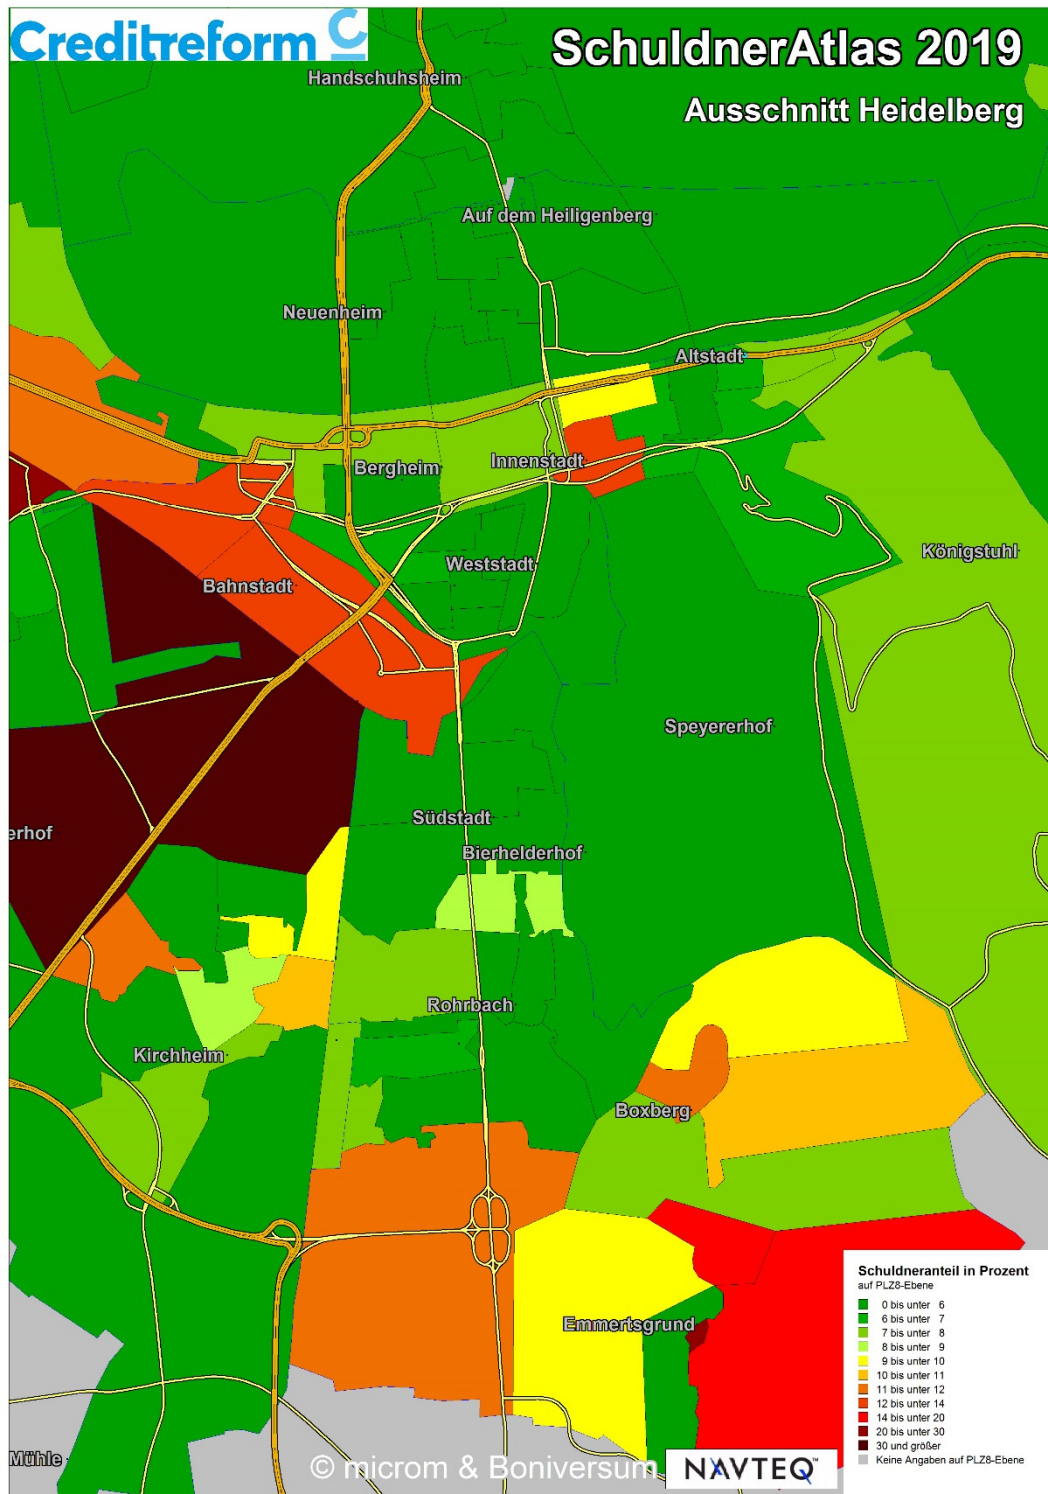 Creditreform C
SchuldnerAtlas 2019
Ausschnitt Heidelberg
Handschuhsheim
Auf dem Heiligenberg
Neuenheim
Altstadt
Bergheim
Innenstadt
Königstuhl
Weststadt
Bahnstadt
Speyererhof
Südstadt
erhof
Bierhelderhof
Rohrbach
Kirchheim
Boxberg
Emmertsgrund
Mühle
Schuldneranteil in Prozent
auf PLZ8-Ebene
0 bis unter 6
6 bis unter 7
7 bis unter 8
8 bis unter 9
9 bis unter 10
10 bis unter 11
11 bis unter 12
12 bis unter 14
14 bis unter 20
20 bis unter 30
30 und größer
Keine Angaben auf PLZ8-Ebene
© microm & Boniversum
NAVTEQ™